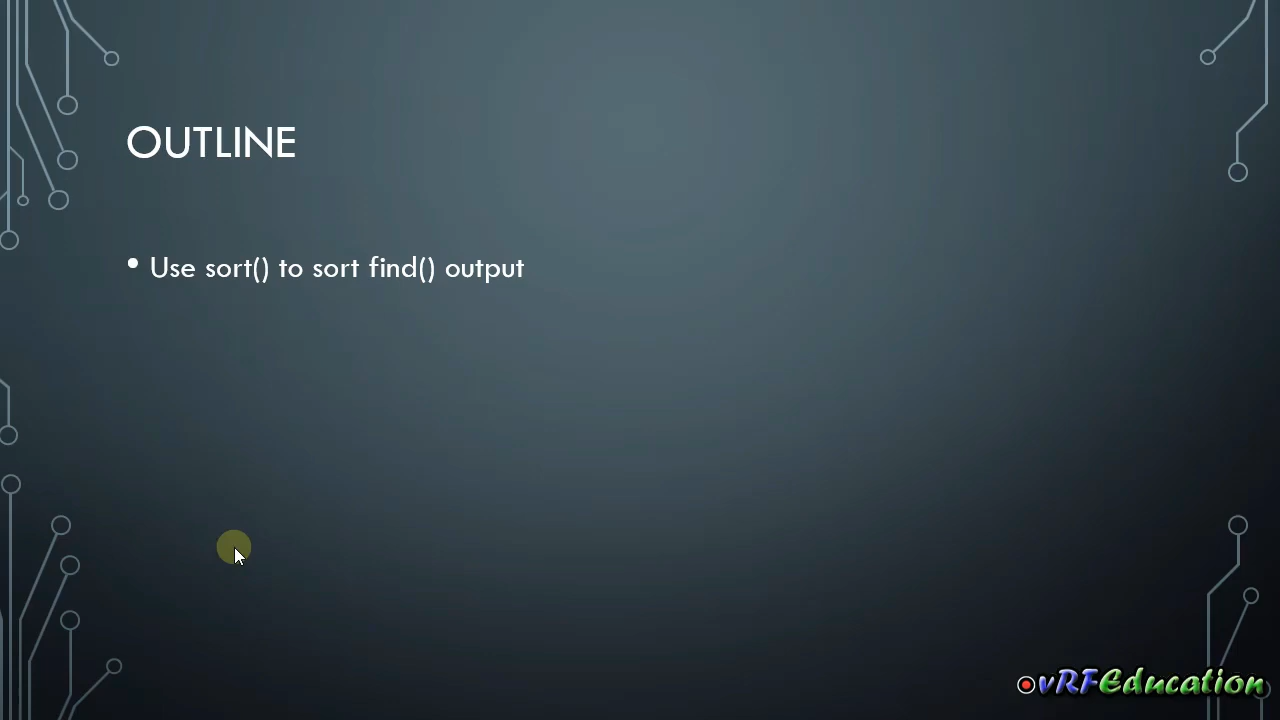 OUTLINE
• Use sort() to sort find() output
vRFEducation